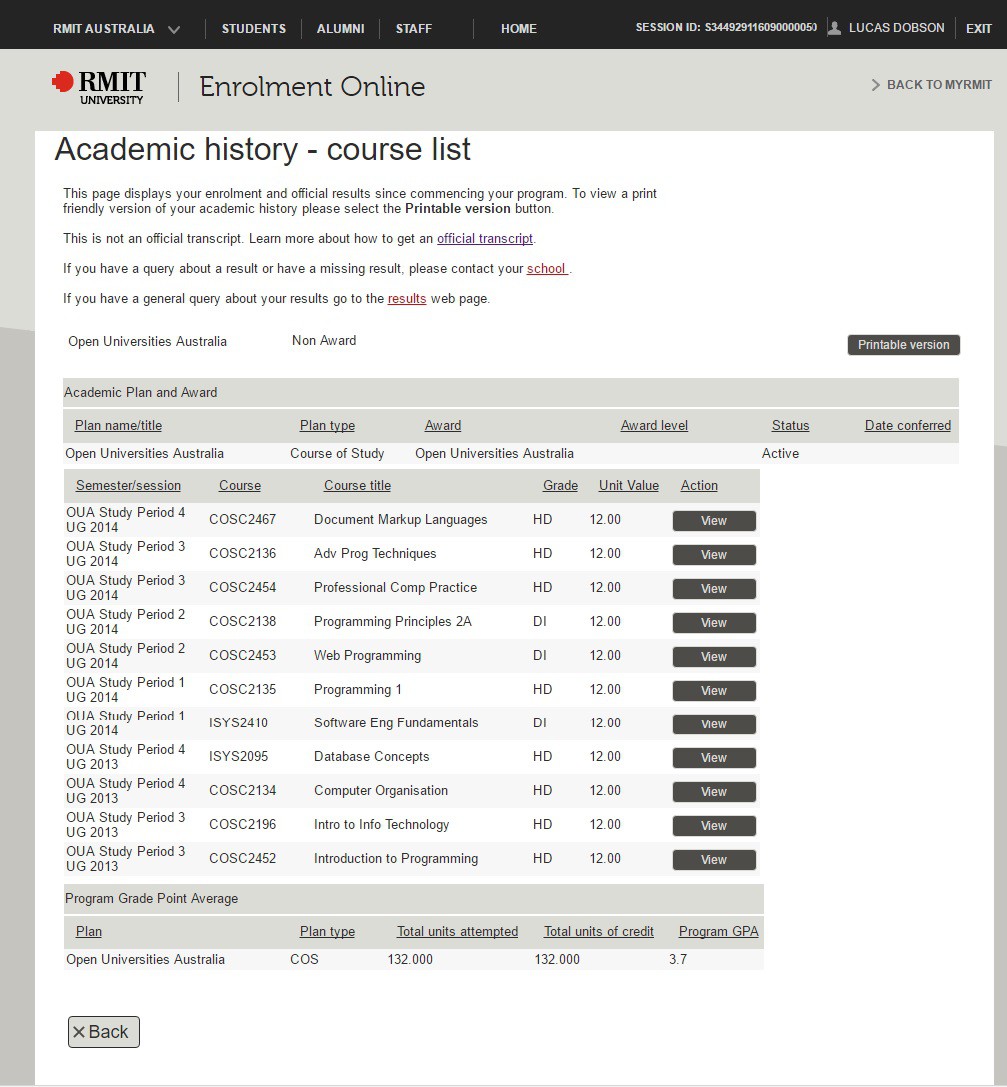 RMIT AUSTRALIA STUDENTS ALUMNI STAFF HOME SESSION ID: S34492911609000050 LUCAS DOBSON EXIT
RMIT UNIVERSITY Enrolment Online BACK TO MYRMIT
Academic history - course list
This page displays your enrolment and official results since commencing your program. To view a print
friendly version of your academic history please select the Printable version button.
This is not an official transcript. Learn more about how to get an official transcript.
If you have a query about a result or have a missing result, please contact your school .
If you have a general query about your results go to the results web page.
Open Universities Australia Non Award Printable version
Academic Plan and Award
Plan name/title Plan type Award Award level Status Date conferred
Open Universities Australia Course of Study Open Universities Australia Active
Semester/session Course Course title Grade Unit Value Action
OUA Study Period 4 UG 2014 COSC2467 Document Markup Languages HD 12.00 View
OUA Study Period 3 UG 2014 COSC2136 Adv Prog Techniques HD 12.00 View
OUA Study Period 3 UG 2014 COSC2454 Professional Comp Practice HD 12.00 View
OUA Study Period 2 UG 2014 COSC2138 Programming Principles 2A DI 12.00 View
OUA Study Period 2 UG 2014 COSC2453 Web Programming DI 12.00 View
OUA Study Period 1 UG 2014 COSC2135 Programming 1 HD 12.00 View
OUA Study Period 1 UG 2014 ISYS2410 Software Eng Fundamentals DI 12.00 View
OUA Study Period 4 UG 2013 ISYS2095 Database Concepts HD 12.00 View
OUA Study Period 4 UG 2013 COSC2134 Computer Organisation HD 12.00 View
OUA Study Period 3 UG 2013 COSC2196 Intro to Info Technology HD 12.00 View
OUA Study Period 3 UG 2013 COSC2452 Introduction to Programming HD 12.00 View
Program Grade Point Average
Plan Plan type Total units attempted Total units of credit Program GPA
Open Universities Australia COS 132.000 132.000 3.7
Back